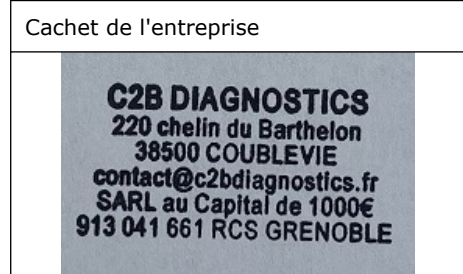 Cachet de l'entreprise
C2B DIAGNOSTICS
220 chelin du Barthelon
38500 COUBLEVIE
contact@c2bdiagnostics.fr
SARL au Capital de 1000€
913 041 661 RCS GRENOBLE